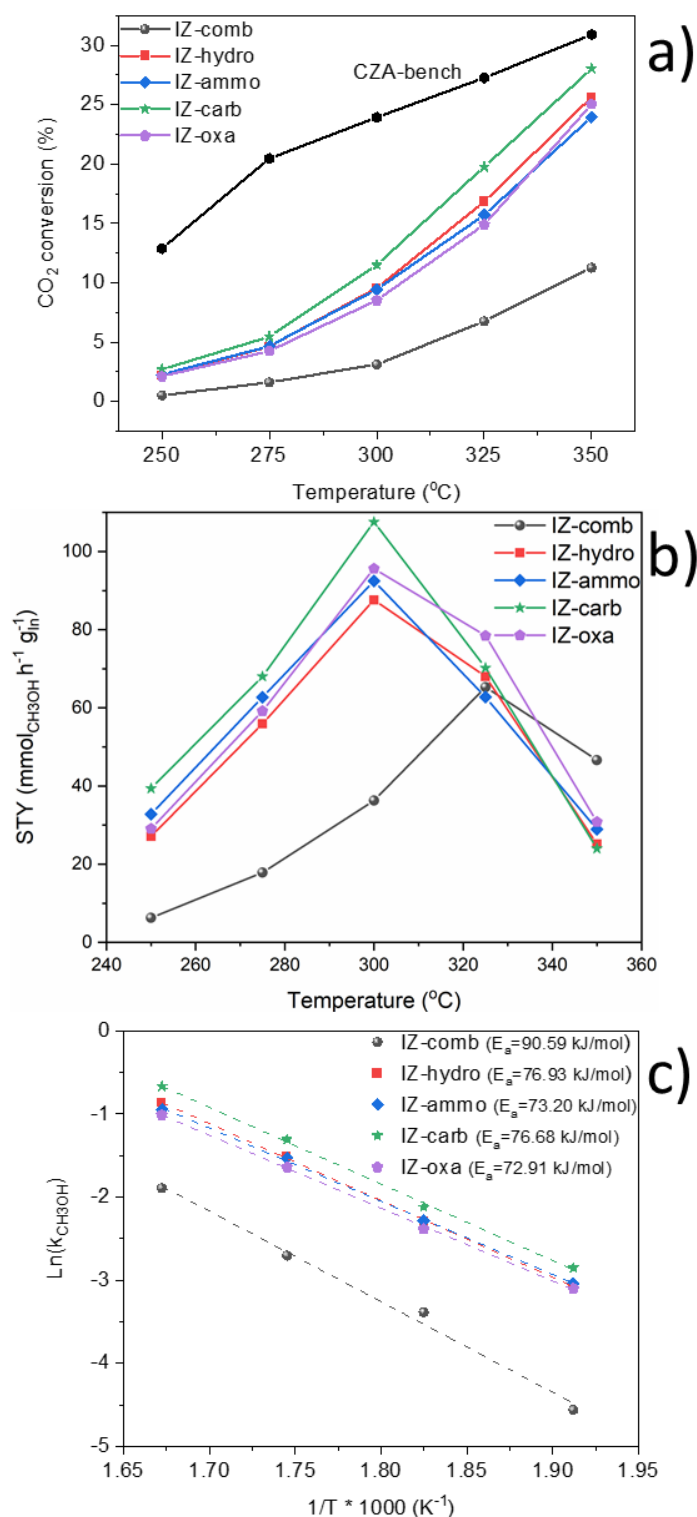 a)
IZ-comb
IZ-hydro
IZ-ammo
IZ-carb
IZ-oxa
CZA-bench
CO2 conversion (%)
30
25
20
15
10
5
0
250 275 300 325 350
Temperature (ºC)
b)
IZ-comb
IZ-hydro
IZ-ammo
IZ-carb
IZ-oxa
STY (mmolCH3OH h-1 gIn-1)
100
80
60
40
20
0
240 260 280 300 320 340 360
Temperature (ºC)
c)
IZ-comb (Ea=90.59 kJ/mol)
IZ-hydro (Ea=76.93 kJ/mol)
IZ-ammo (Ea=73.20 kJ/mol)
IZ-carb (Ea=76.68 kJ/mol)
IZ-oxa (Ea=72.91 kJ/mol)
Ln(kCH3OH)
0
-1
-2
-3
-4
-5
1.65 1.70 1.75 1.80 1.85 1.90 1.95
1/T * 1000 (K-1)